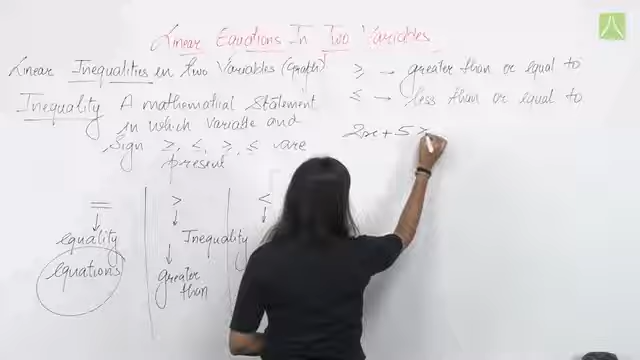 Linear Equations In Two Variables
Linear Inequalities in Two Variables (Graph)
≥ → greater than or equal to
≤ → less than or equal to
Inequality A mathematical Statement
in which variable and
Sign >, <, ≥, ≤ are
present
2x + 5 >
= > <
equality Inequality
equations greater
than